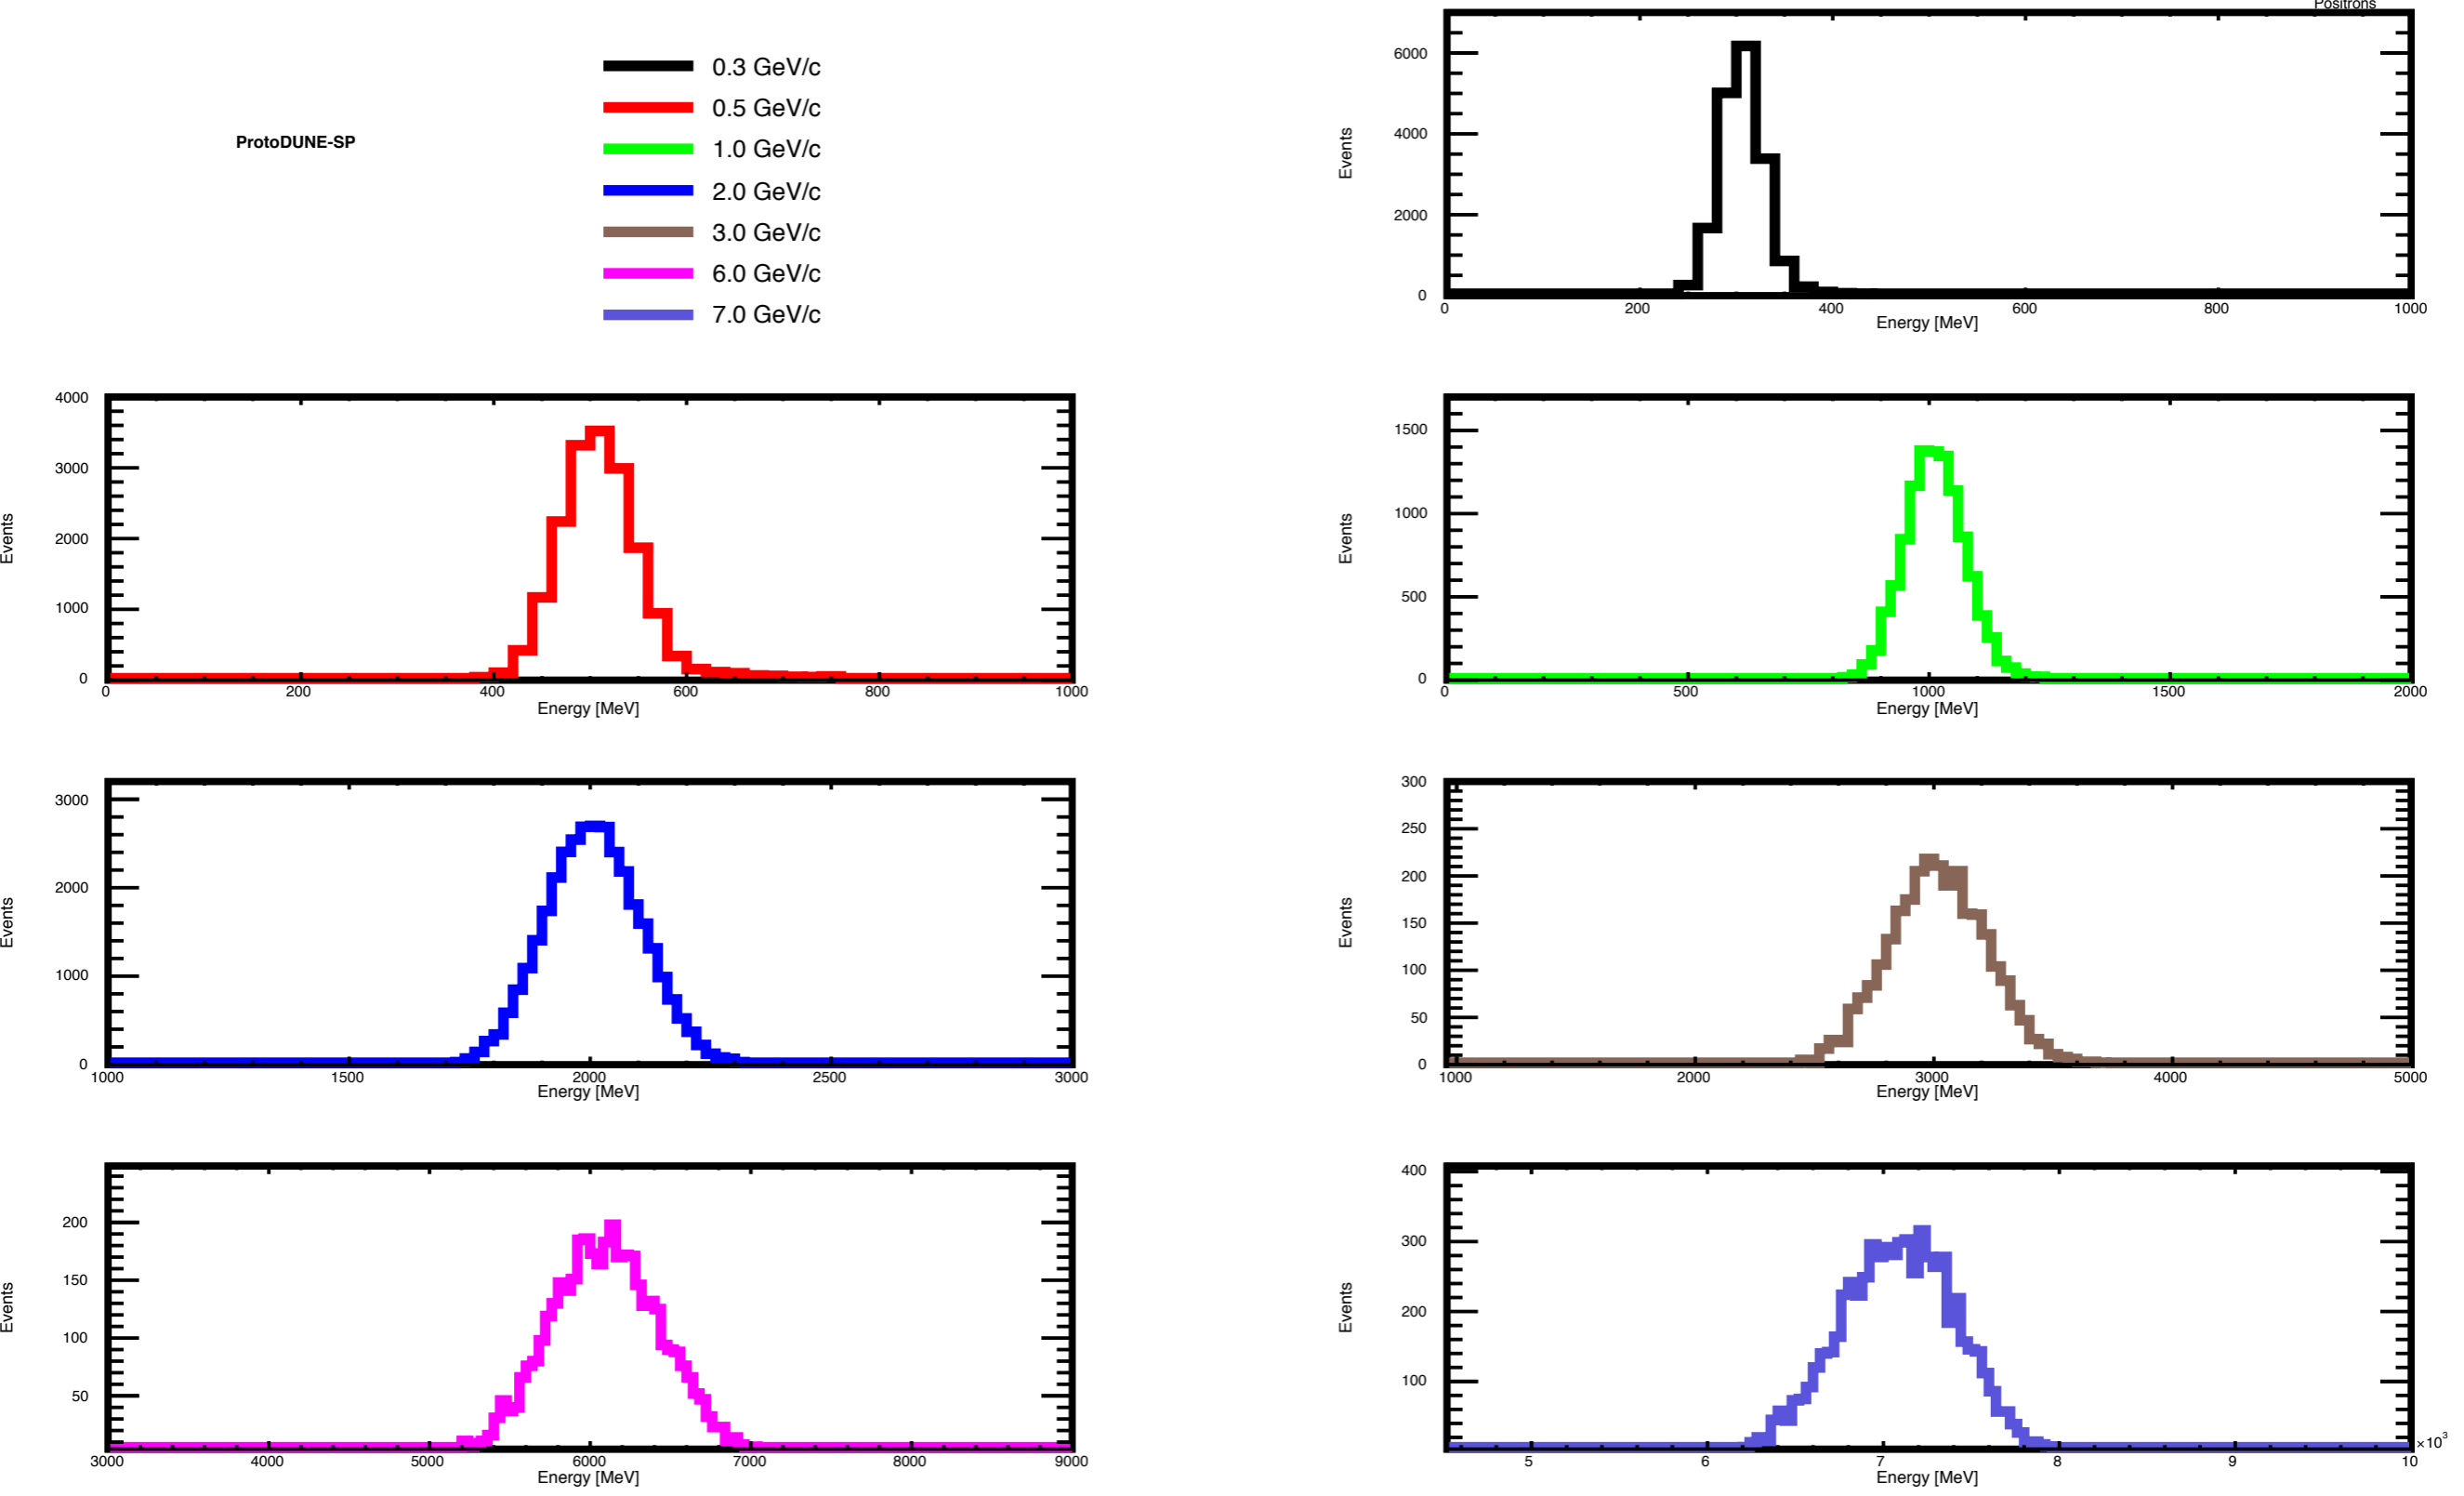 Positrons
ProtoDUNE-SP
0.3 GeV/c
0.5 GeV/c
1.0 GeV/c
2.0 GeV/c
3.0 GeV/c
6.0 GeV/c
7.0 GeV/c
6000
4000
2000
0
Events
0 200 400 600 800 1000
Energy [MeV]
4000
3000
2000
1000
0
Events
0 200 400 600 800 1000
Energy [MeV]
1500
1000
500
0
Events
0 500 1000 1500 2000
Energy [MeV]
3000
2000
1000
0
Events
1000 1500 2000 2500 3000
Energy [MeV]
300
250
200
150
100
50
0
Events
1000 2000 3000 4000 5000
Energy [MeV]
200
150
100
50
Events
3000 4000 5000 6000 7000 8000 9000
Energy [MeV]
400
300
200
100
Events
×10³
5 6 7 8 9 10
Energy [MeV]